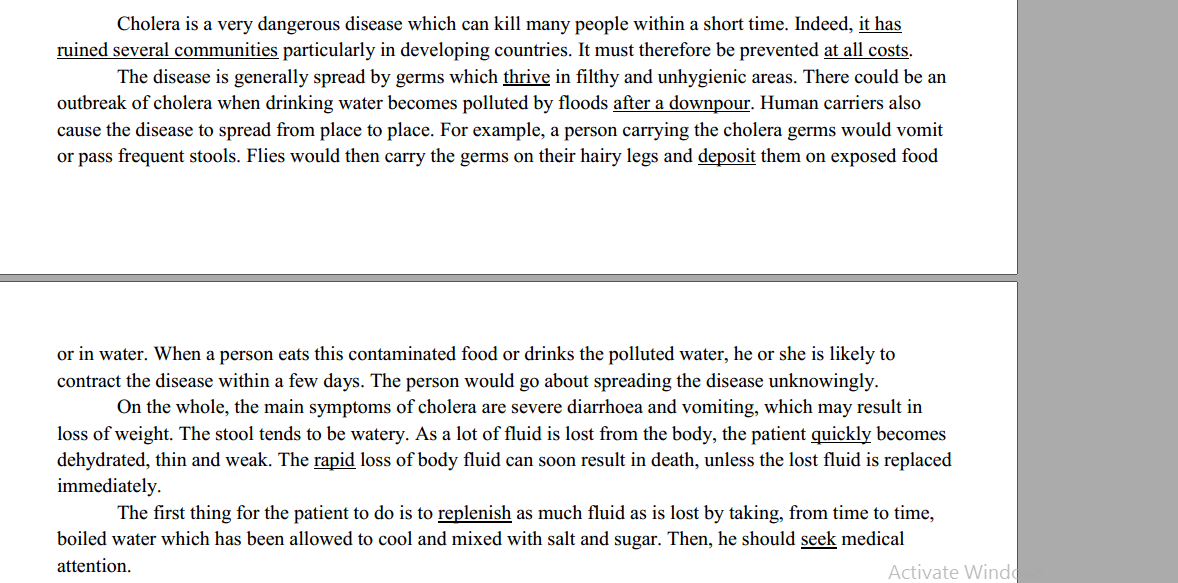 Cholera is a very dangerous disease which can kill many people within a short time. Indeed, it has
ruined several communities particularly in developing countries. It must therefore be prevented at all costs.
The disease is generally spread by germs which thrive in filthy and unhygienic areas. There could be an
outbreak of cholera when drinking water becomes polluted by floods after a downpour. Human carriers also
cause the disease to spread from place to place. For example, a person carrying the cholera germs would vomit
or pass frequent stools. Flies would then carry the germs on their hairy legs and deposit them on exposed food
or in water. When a person eats this contaminated food or drinks the polluted water, he or she is likely to
contract the disease within a few days. The person would go about spreading the disease unknowingly.
On the whole, the main symptoms of cholera are severe diarrhoea and vomiting, which may result in
loss of weight. The stool tends to be watery. As a lot of fluid is lost from the body, the patient quickly becomes
dehydrated, thin and weak. The rapid loss of body fluid can soon result in death, unless the lost fluid is replaced
immediately.
The first thing for the patient to do is to replenish as much fluid as is lost by taking, from time to time,
boiled water which has been allowed to cool and mixed with salt and sugar. Then, he should seek medical
attention.
Activate Windo